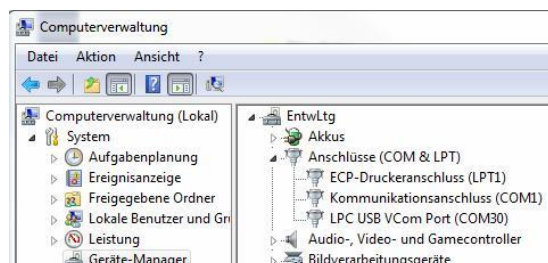 Computerverwaltung
Datei Aktion Ansicht ?
Computerverwaltung (Lokal)
System
Aufgabenplanung
Ereignisanzeige
Freigegebene Ordner
Lokale Benutzer und Gru
Leistung
Geräte-Manager
EntwLtg
Akkus
Anschlüsse (COM & LPT)
ECP-Druckeranschluss (LPT1)
Kommunikationsanschluss (COM1)
LPC USB VCom Port (COM30)
Audio-, Video- und Gamecontroller
Bildverarbeitungsgeräte